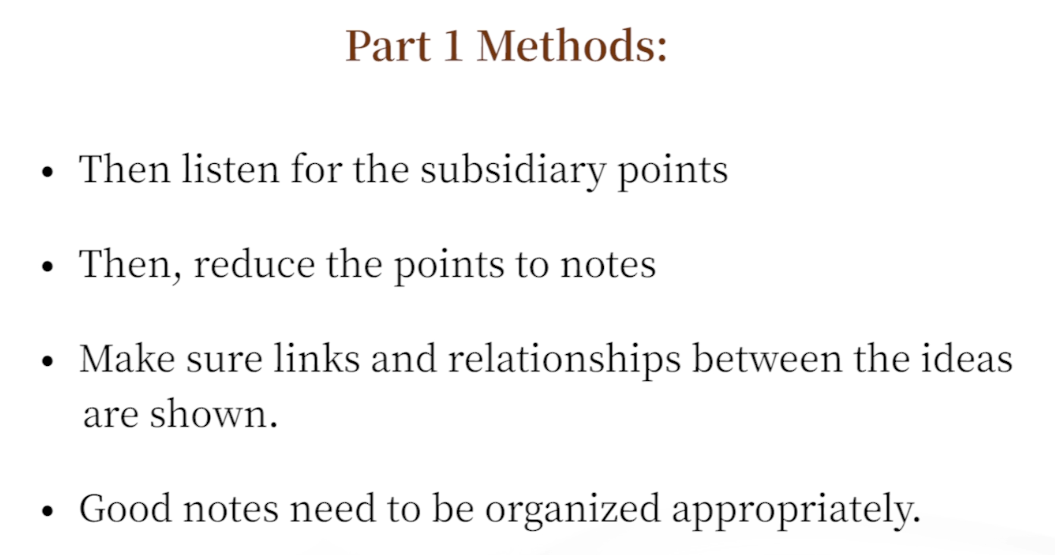 Part 1 Methods:
• Then listen for the subsidiary points
• Then, reduce the points to notes
• Make sure links and relationships between the ideas
are shown.
• Good notes need to be organized appropriately.